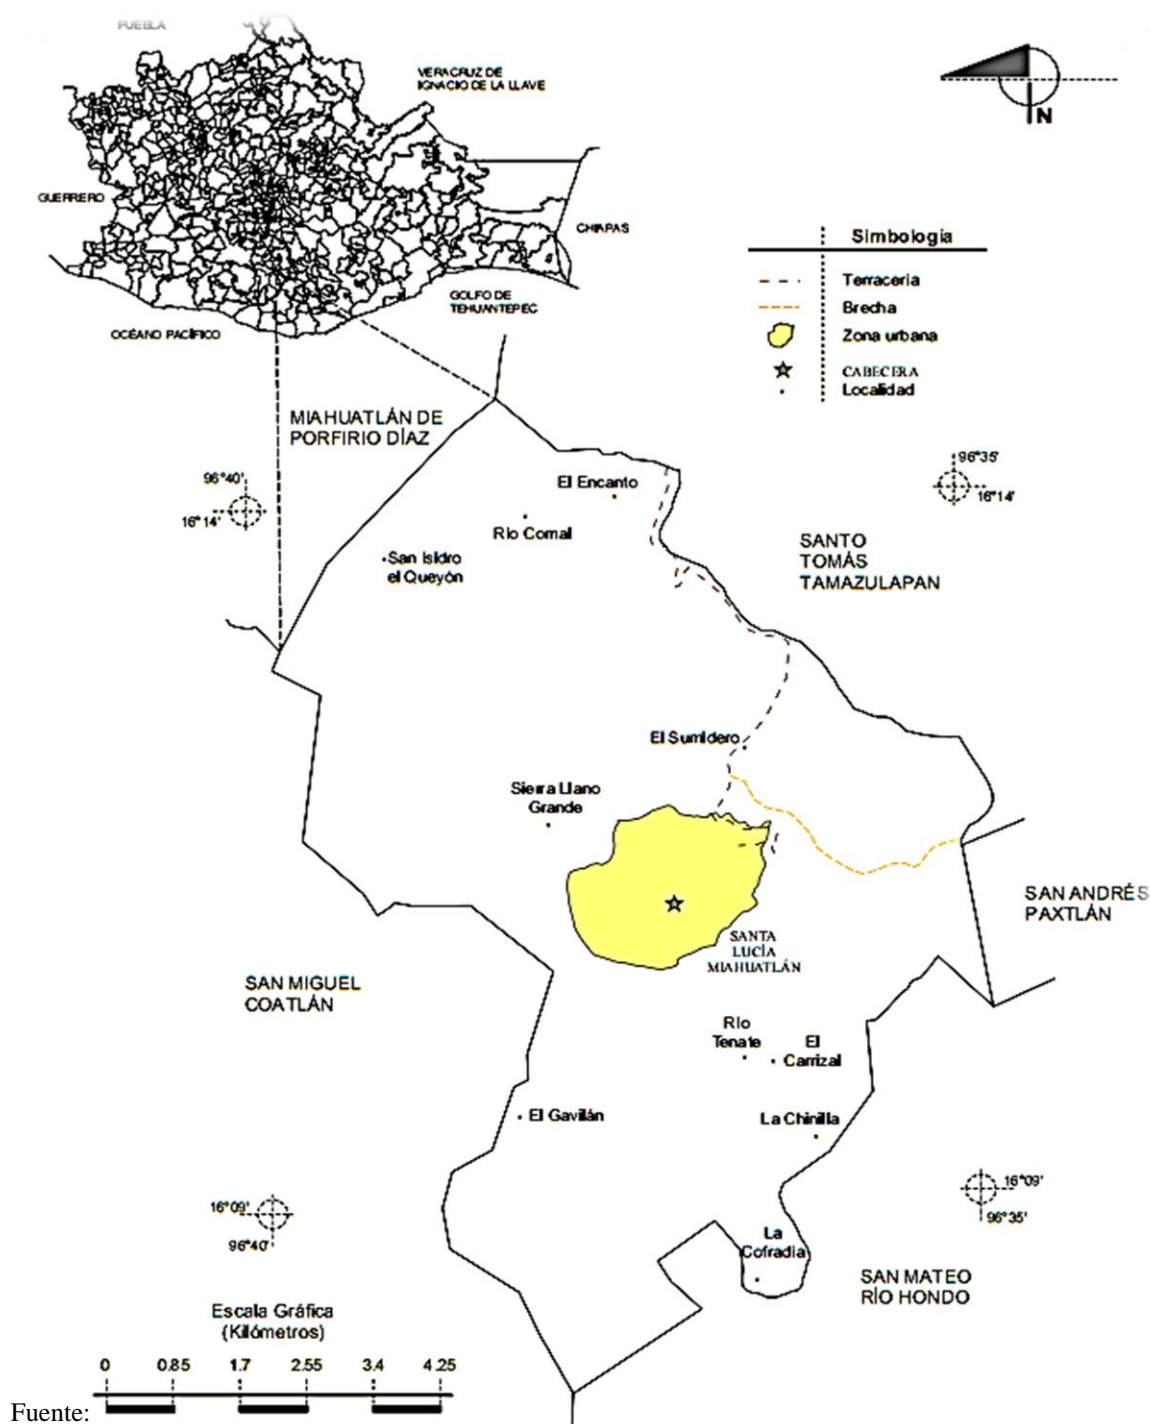 PUEBLA
VERACRUZ DE
IGNACIO DE LA LLAVE
GUERRERO
CHIAPAS
GOLFO DE
TEHUANTEPEC
OCÉANO PACÍFICO
N
Simbología
Terracería
Brecha
Zona urbana
CABECERA
Localidad
MIAHUATLÁN DE
PORFIRIO DÍAZ
96°40'
16°14'
96°35'
16°14'
El Encanto
Río Comal
San Isidro
el Queyón
SANTO
TOMÁS
TAMAZULAPAN
El Sumidero
Sierra Llano
Grande
SANTA
LUCÍA
MIAHUATLÁN
SAN ANDRÉS
PAXTLÁN
SAN MIGUEL
COATLÁN
Río
Tenate
El
Carrizal
El Gavilán
La Chinilla
16°09'
96°40'
16°09'
96°35'
La
Cofradía
SAN MATEO
RÍO HONDO
Escala Gráfica
(Kilómetros)
0 0.85 1.7 2.55 3.4 4.25
Fuente: